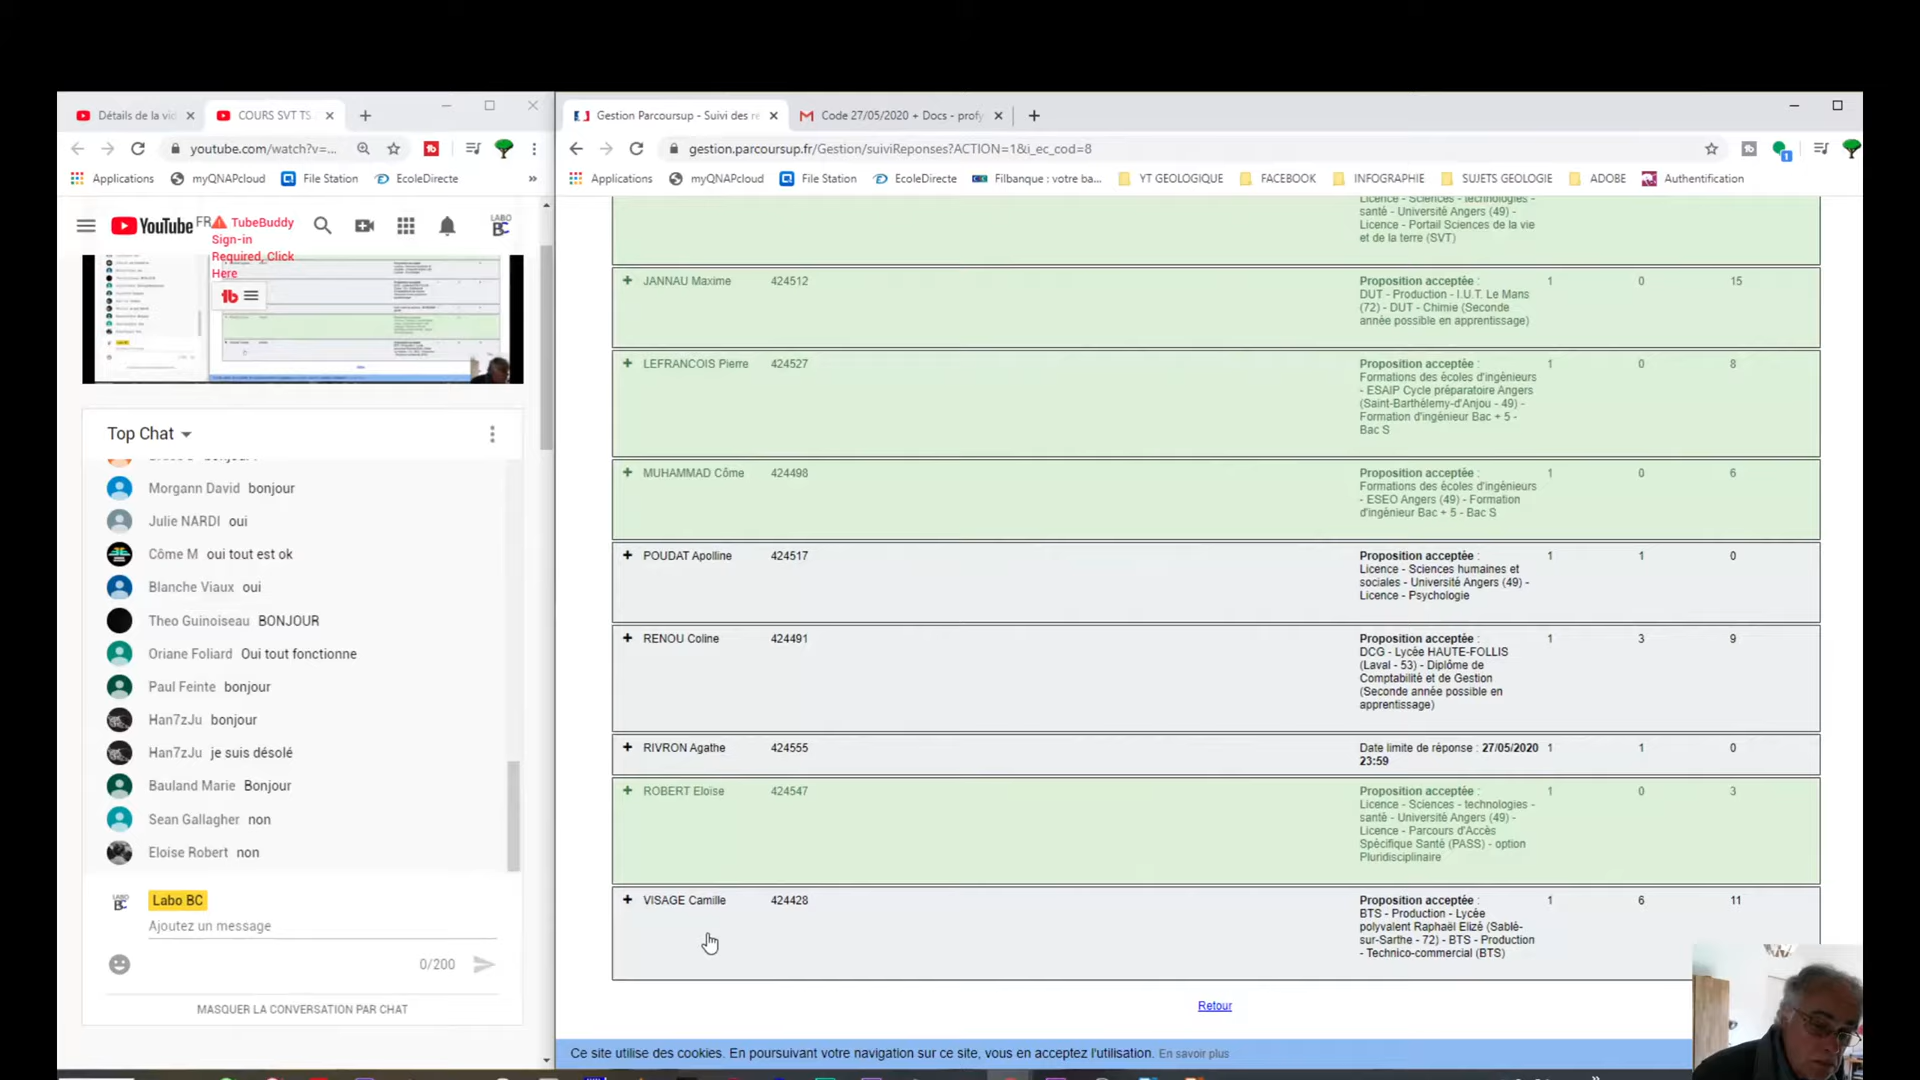 Détails de la vid
COURS SVT TS
Gestion Parcoursup - Suivi des re
Code 27/05/2020 + Docs - profy
youtube.com/watch?v=...
gestion.parcoursup.fr/Gestion/suiviReponses?ACTION=1&i_ec_cod=8
Applications
myQNAPcloud
File Station
EcoleDirecte
»
Applications
myQNAPcloud
File Station
EcoleDirecte
Filbanque : votre ba...
YT GEOLOGIQUE
FACEBOOK
INFOGRAPHIE
SUJETS GEOLOGIE
ADOBE
Authentification
YouTube FR
TubeBuddy
Sign-in
Required, Click
Here
LABO
BC
Top Chat
Morgann David bonjour
Julie NARDI oui
Côme M oui tout est ok
Blanche Viaux oui
Theo Guinoiseau BONJOUR
Oriane Foliard Oui tout fonctionne
Paul Feinte bonjour
Han7zJu bonjour
Han7zJu je suis désolé
Bauland Marie Bonjour
Sean Gallagher non
Eloise Robert non
LABO
BC
Labo BC
Ajoutez un message
0/200
MASQUER LA CONVERSATION PAR CHAT
Licence - Sciences - technologies -
santé - Université Angers (49) -
Licence - Portail Sciences de la vie
et de la terre (SVT)
+ JANNAU Maxime 424512 Proposition acceptée : 1 0 15
DUT - Production - I.U.T. Le Mans
(72) - DUT - Chimie (Seconde
année possible en apprentissage)
+ LEFRANCOIS Pierre 424527 Proposition acceptée : 1 0 8
Formations des écoles d'ingénieurs
- ESAIP Cycle préparatoire Angers
(Saint-Barthélemy-d'Anjou - 49) -
Formation d'ingénieur Bac + 5 -
Bac S
+ MUHAMMAD Côme 424498 Proposition acceptée : 1 0 6
Formations des écoles d'ingénieurs
- ESEO Angers (49) - Formation
d'ingénieur Bac + 5 - Bac S
+ POUDAT Apolline 424517 Proposition acceptée : 1 1 0
Licence - Sciences humaines et
sociales - Université Angers (49) -
Licence - Psychologie
+ RENOU Coline 424491 Proposition acceptée : 1 3 9
DCG - Lycée HAUTE-FOLLIS
(Laval - 53) - Diplôme de
Comptabilité et de Gestion
(Seconde année possible en
apprentissage)
+ RIVRON Agathe 424555 Date limite de réponse : 27/05/2020 1 1 0
23:59
+ ROBERT Eloise 424547 Proposition acceptée : 1 0 3
Licence - Sciences - technologies -
santé - Université Angers (49) -
Licence - Parcours d'Accès
Spécifique Santé (PASS) - option
Pluridisciplinaire
+ VISAGE Camille 424428 Proposition acceptée : 1 6 11
BTS - Production - Lycée
polyvalent Raphaël Elizé (Sablé-
sur-Sarthe - 72) - BTS - Production
- Technico-commercial (BTS)
Retour
Ce site utilise des cookies. En poursuivant votre navigation sur ce site, vous en acceptez l'utilisation. En savoir plus